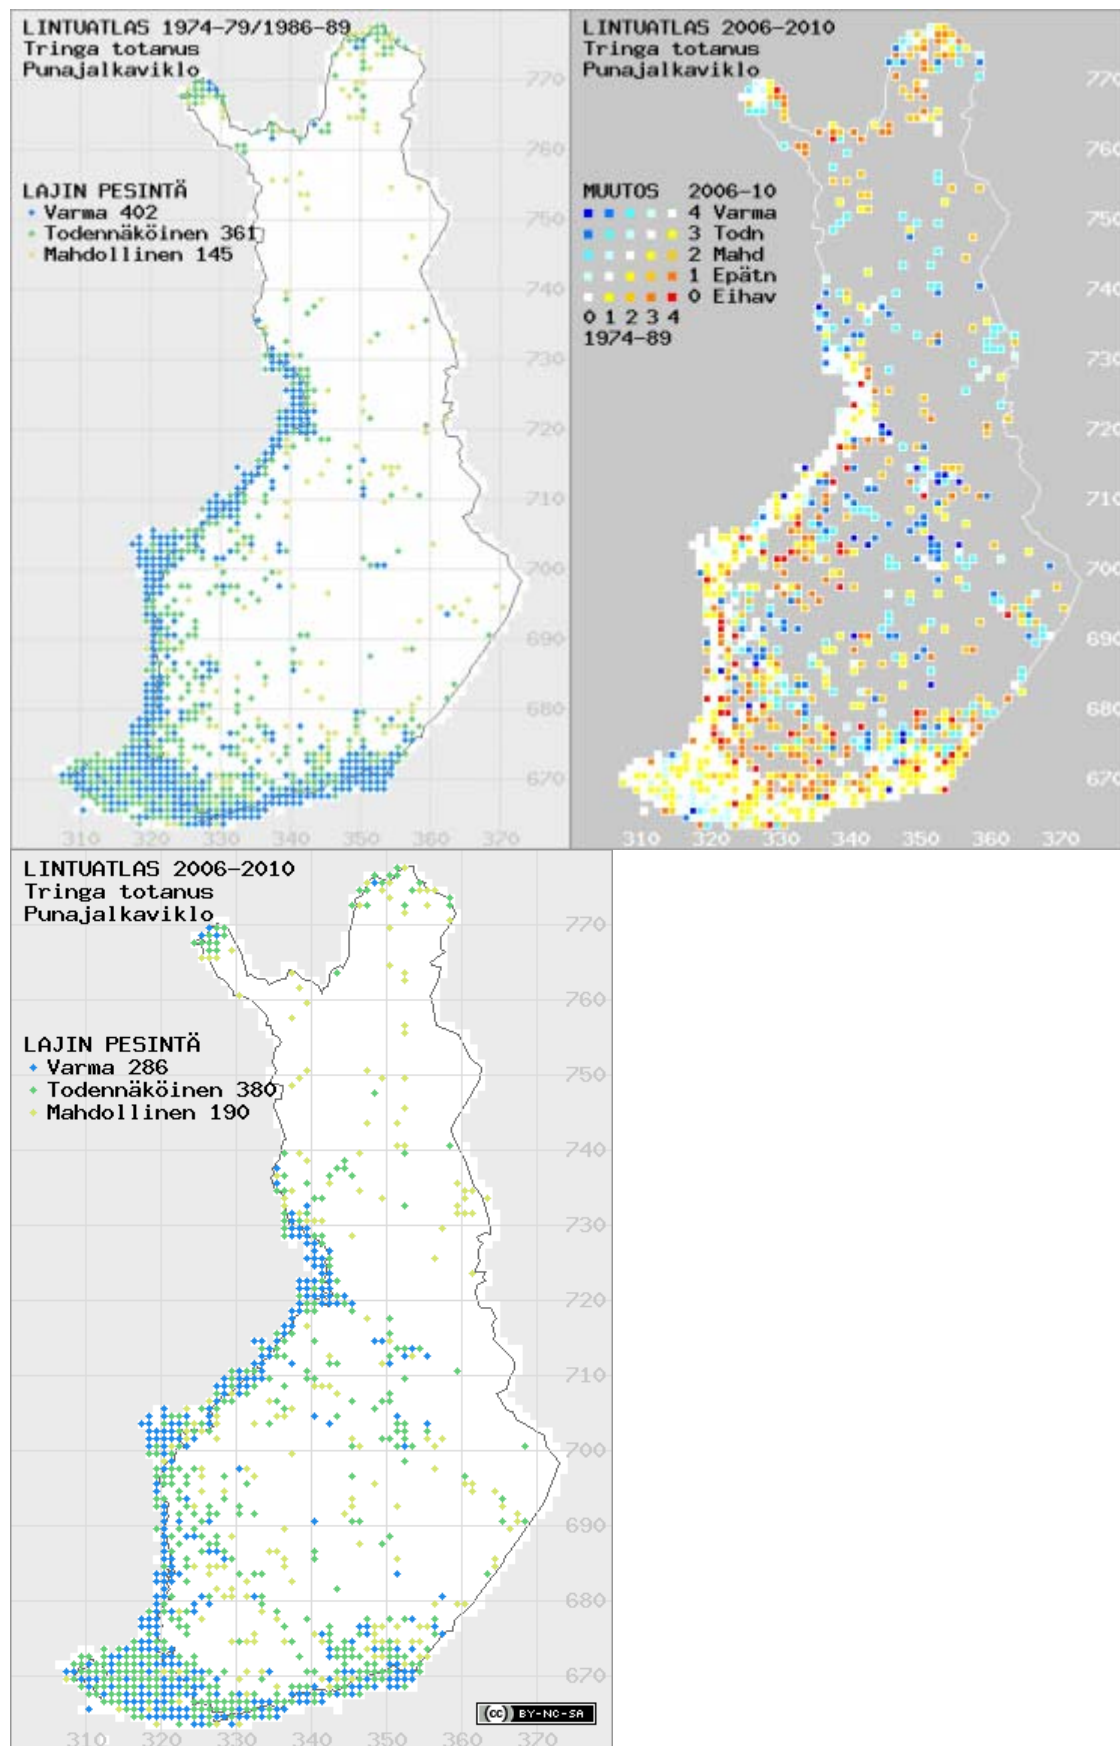 LINTUATLAS 1974-79/1986-89
Tringa totanus
Punajalkaviklo
770
760
LAJIN PESINTÄ
Varma 402
Todennäköinen 361
Mahdollinen 145
750
740
730
720
710
700
690
680
670
310 320 330 340 350 360 370
LINTUATLAS 2006-2010
Tringa totanus
Punajalkaviklo
770
760
MUUTOS 2006-10
4 Varma
3 Todn
2 Mahd
1 Epätn
0 Eihav
0 1 2 3 4
1974-89
750
740
730
720
710
700
690
680
670
310 320 330 340 350 360 370
LINTUATLAS 2006-2010
Tringa totanus
Punajalkaviklo
770
760
LAJIN PESINTÄ
Varma 286
Todennäköinen 380
Mahdollinen 190
750
740
730
720
710
700
690
680
670
cc BY-NC-SA
310 320 330 340 350 360 370